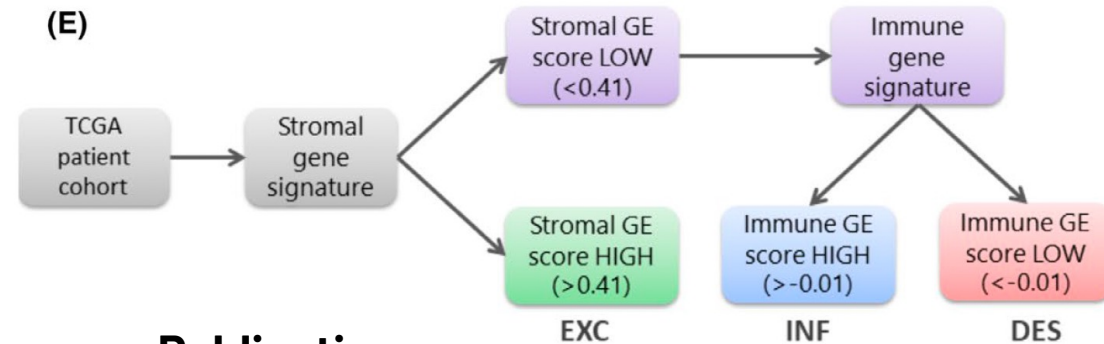 (E)
TCGA
patient
cohort
Stromal
gene
signature
Stromal GE
score LOW
(<0.41)
Immune
gene
signature
Stromal GE
score HIGH
(>0.41)
EXC
Immune GE
score HIGH
(>-0.01)
INF
Immune GE
score LOW
(<-0.01)
DES